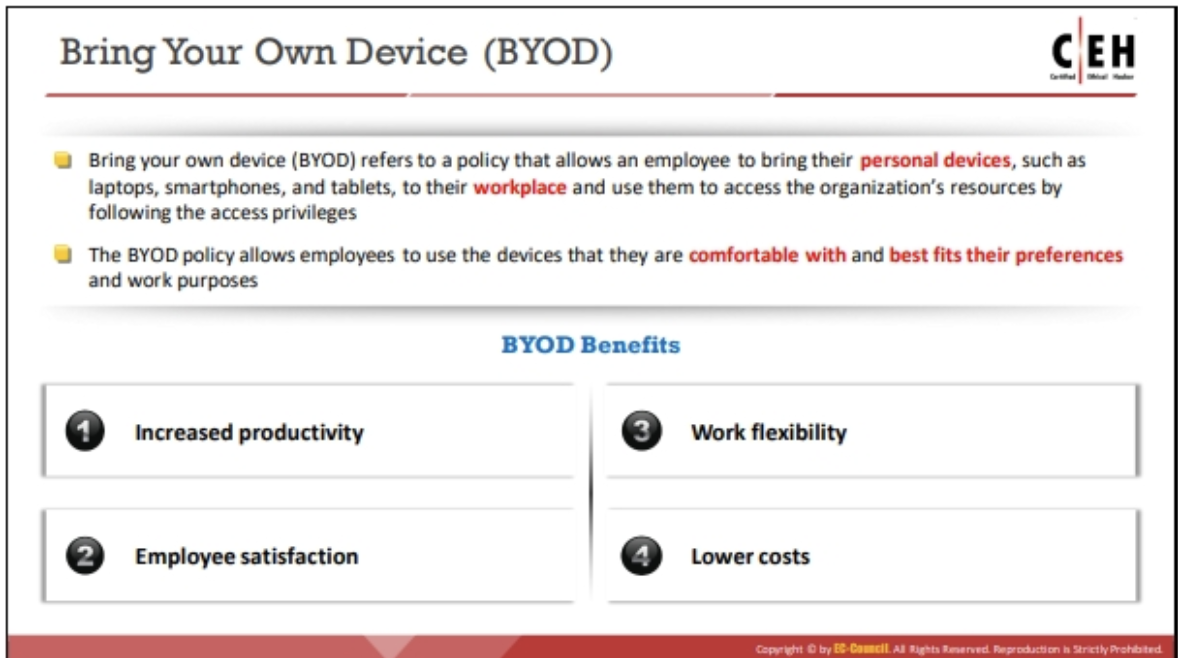 Bring Your Own Device (BYOD)
C EH
Certified Ethical Hacker
Bring your own device (BYOD) refers to a policy that allows an employee to bring their personal devices, such as
laptops, smartphones, and tablets, to their workplace and use them to access the organization's resources by
following the access privileges
The BYOD policy allows employees to use the devices that they are comfortable with and best fits their preferences
and work purposes
BYOD Benefits
1 Increased productivity
3 Work flexibility
2 Employee satisfaction
4 Lower costs
Copyright © by EC-Council. All Rights Reserved. Reproduction is Strictly Prohibited.